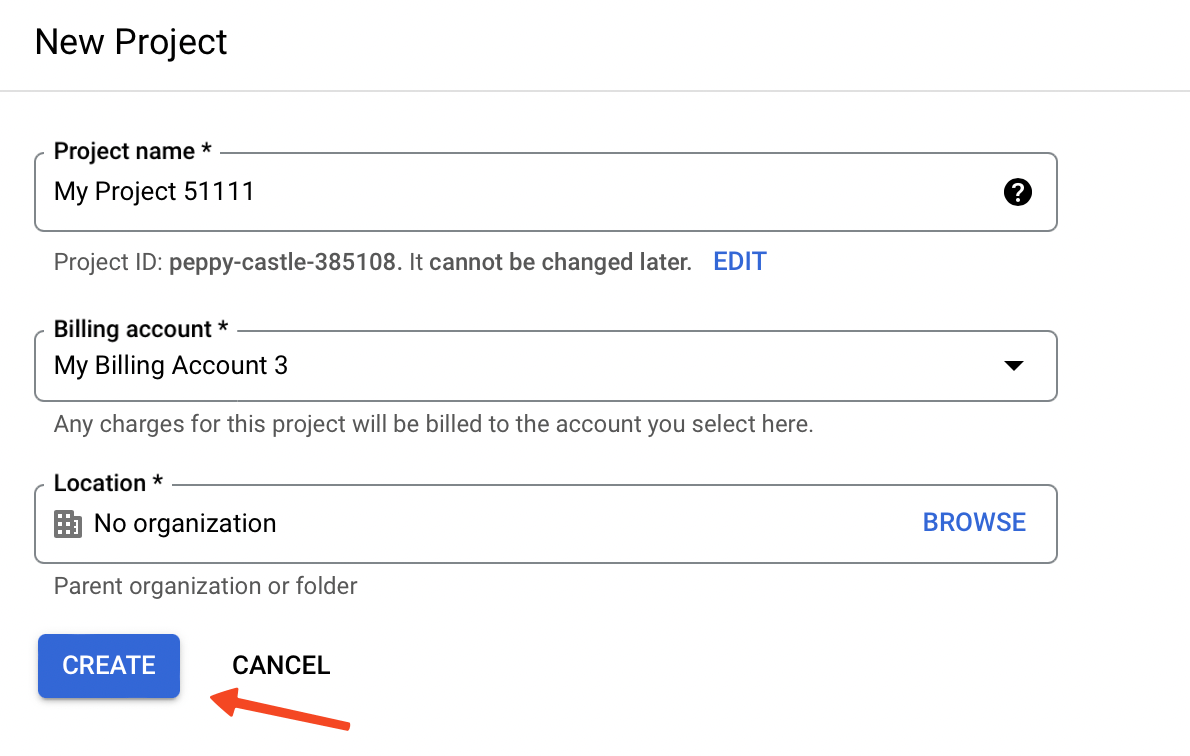 New Project
Project name *
My Project 51111
?
Project ID: peppy-castle-385108. It cannot be changed later. EDIT
Billing account *
My Billing Account 3
Any charges for this project will be billed to the account you select here.
Location *
No organization BROWSE
Parent organization or folder
CREATE CANCEL